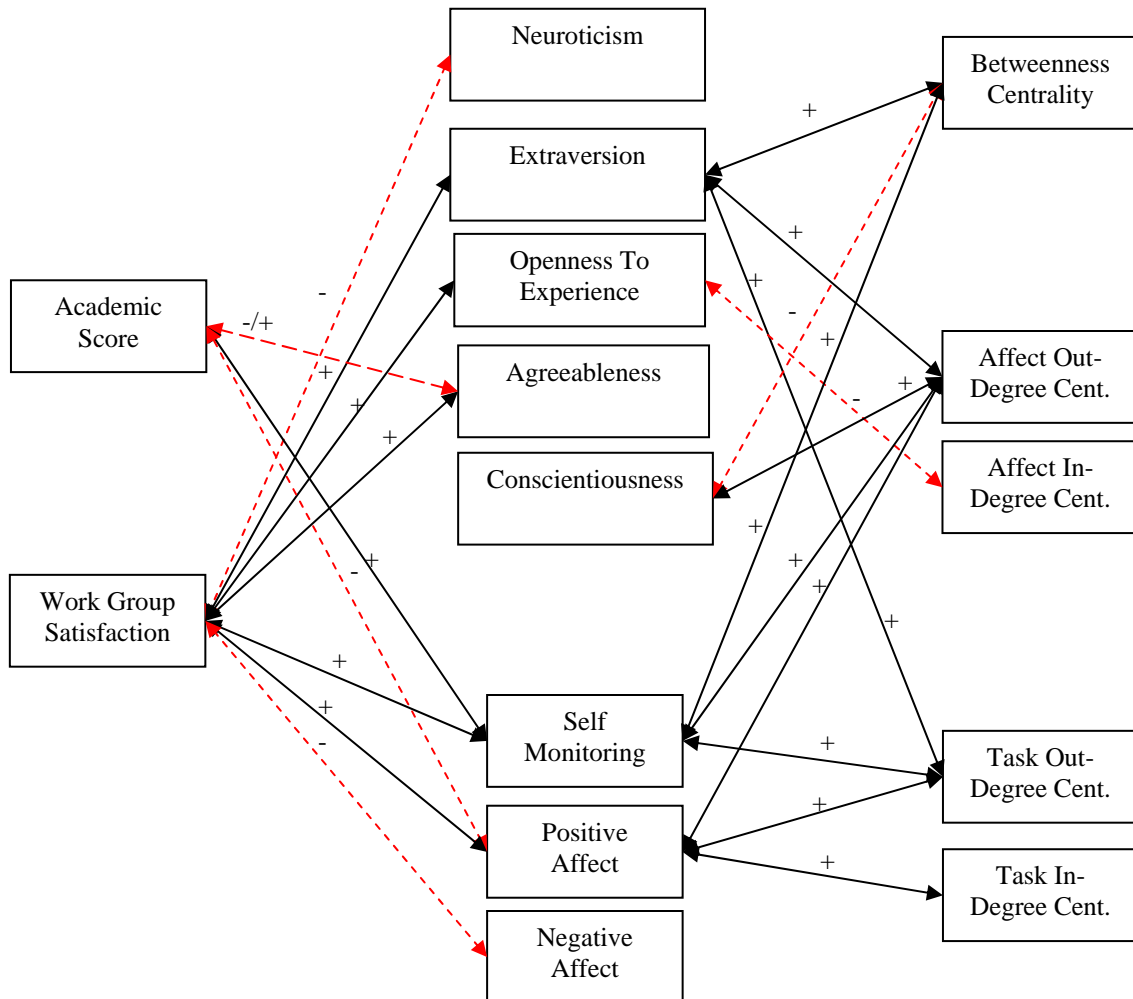 Neuroticism
Betweenness
Centrality
+
Extraversion
+
Openness To
Experience
+
-
Academic
Score
-/+
-
+
Affect Out-
Degree Cent.
Agreeableness
+
+
-
+
+
Affect In-
Degree Cent.
Conscientiousness
+
-
+
+
+
Work Group
Satisfaction
+
+
+
-
Self
Monitoring
+
Task Out-
Degree Cent.
+
Positive
Affect
+
Task In-
Degree Cent.
Negative
Affect